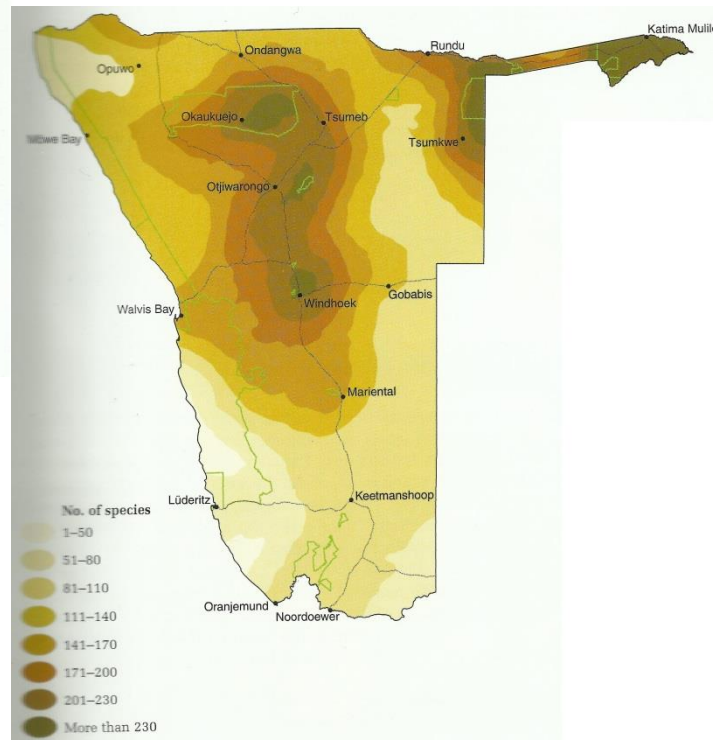 Katima Mulilo
Rundu
Ondangwa
Opuwo
Okaukuejo
Tsumeb
Möwe Bay
Tsumkwe
Otjiwarongo
Windhoek
Gobabis
Walvis Bay
Mariental
Keetmanshoop
Lüderitz
Oranjemund
Noordoewer
No. of species
1–50
51–80
81–110
111–140
141–170
171–200
201–230
More than 230